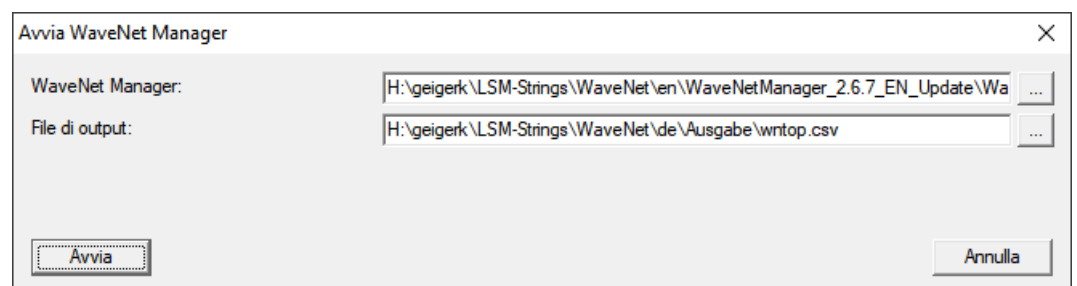 Avvia WaveNet Manager
WaveNet Manager: H:\geigerk\LSM-Strings\WaveNet\en\WaveNetManager_2.6.7_EN_Update\Wa ...
File di output: H:\geigerk\LSM-Strings\WaveNet\de\Ausgabe\wntop.csv ...
Avvia Annulla